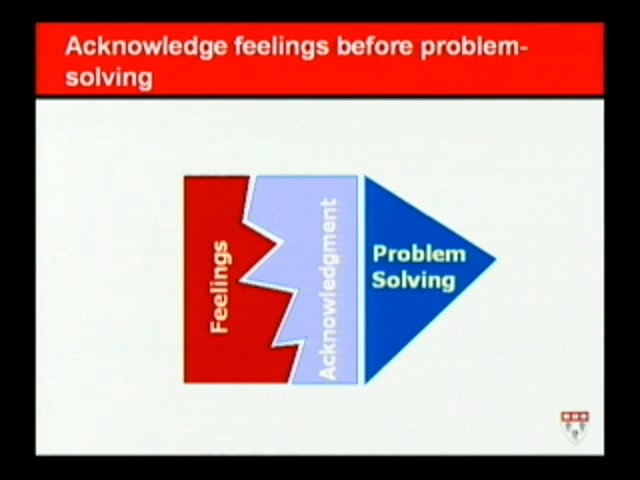 Acknowledge feelings before problem-
solving
Feelings
Acknowledgment
Problem
Solving